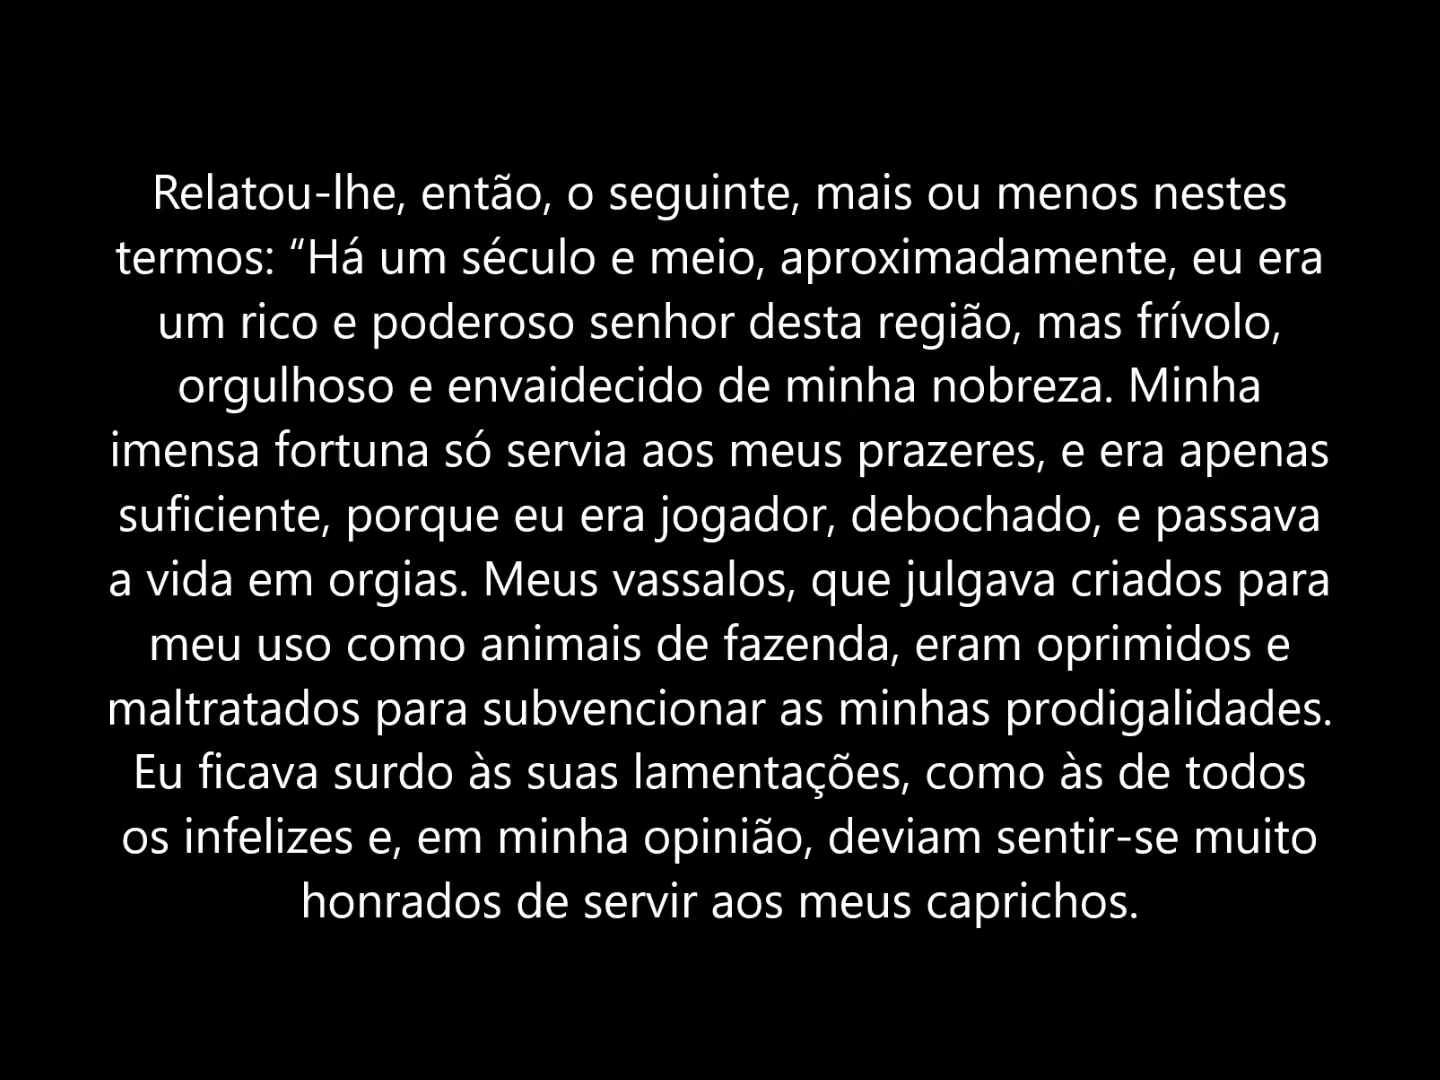 Relatou-lhe, então, o seguinte, mais ou menos nestes
termos: “Há um século e meio, aproximadamente, eu era
um rico e poderoso senhor desta região, mas frívolo,
orgulhoso e envaidecido de minha nobreza. Minha
imensa fortuna só servia aos meus prazeres, e era apenas
suficiente, porque eu era jogador, debochado, e passava
a vida em orgias. Meus vassalos, que julgava criados para
meu uso como animais de fazenda, eram oprimidos e
maltratados para subvencionar as minhas prodigalidades.
Eu ficava surdo às suas lamentações, como às de todos
os infelizes e, em minha opinião, deviam sentir-se muito
honrados de servir aos meus caprichos.